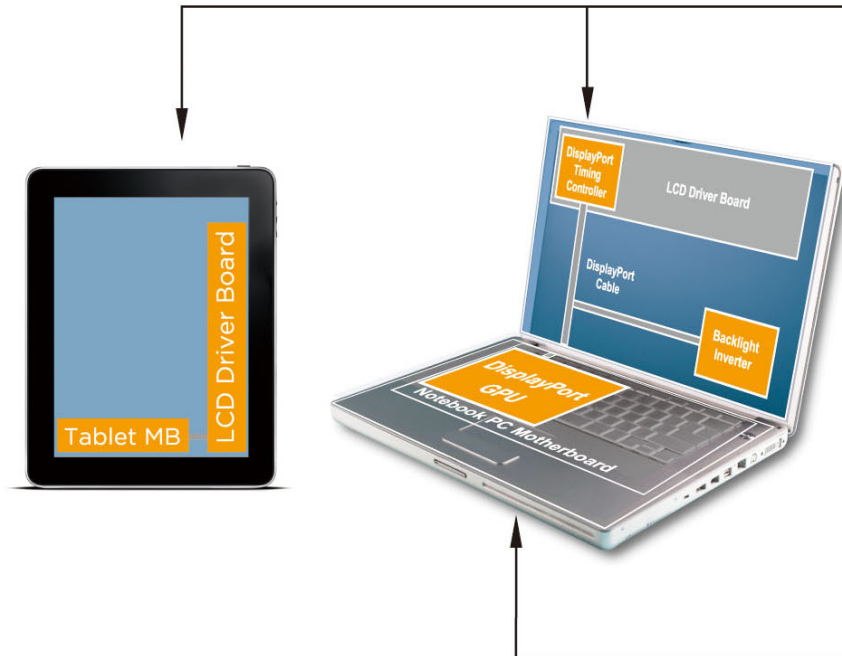 Tablet MB
LCD Driver Board
DisplayPort
Timing
Controller
LCD Driver Board
DisplayPort
Cable
Backlight
Inverter
DisplayPort
GPU
Notebook PC Motherboard